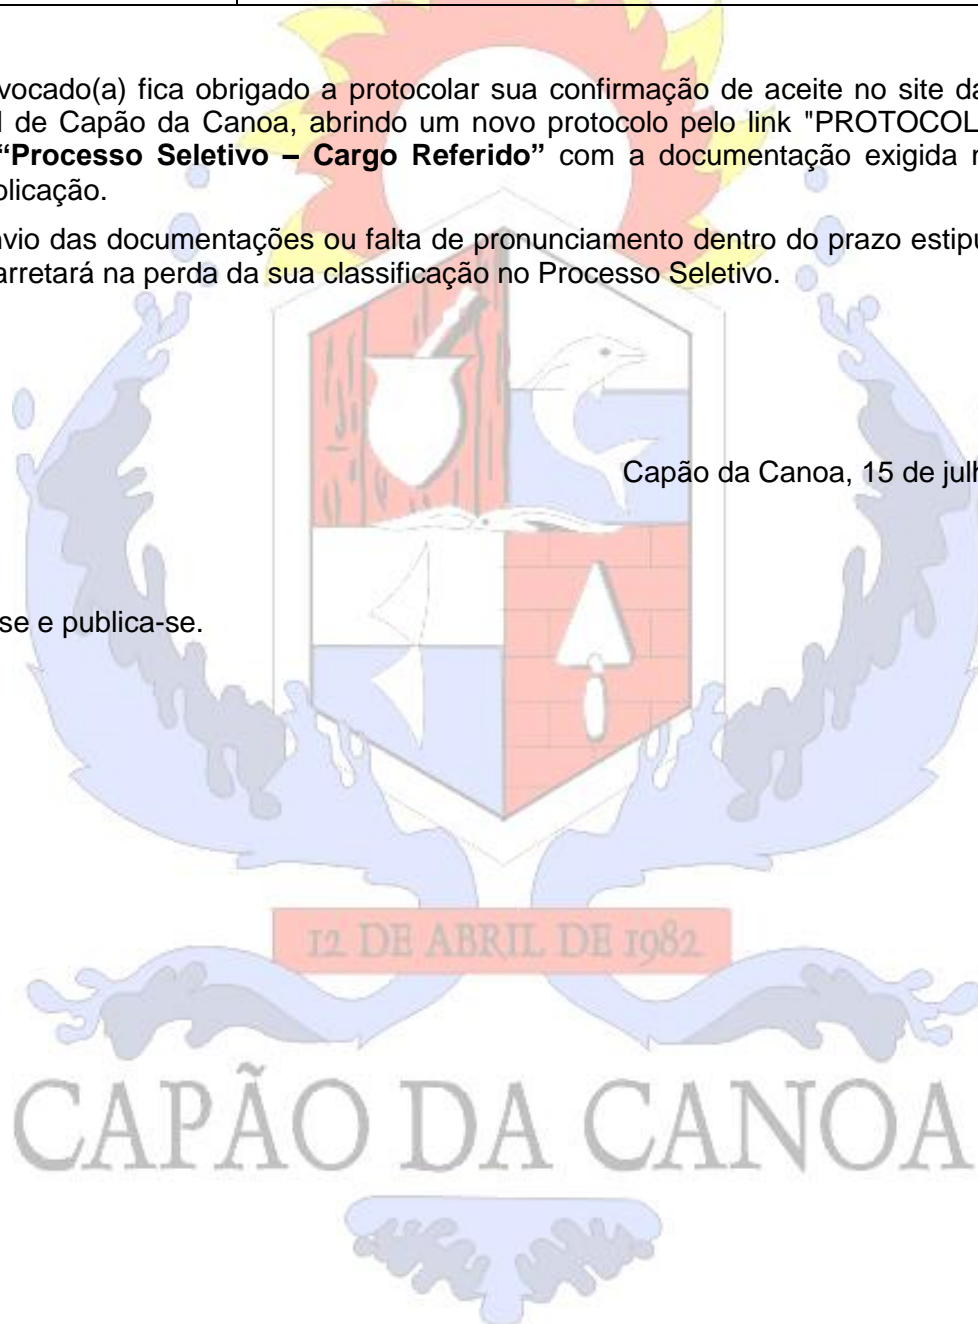 vocado(a) fica obrigado a protocolar sua confirmação de aceite no site da
l de Capão da Canoa, abrindo um novo protocolo pelo link "PROTOCOL
“Processo Seletivo – Cargo Referido” com a documentação exigida n
blicação.
nvio das documentações ou falta de pronunciamento dentro do prazo estipu
arretará na perda da sua classificação no Processo Seletivo.
Capão da Canoa, 15 de julh
se e publica-se.
12 DE ABRIL DE 1982
CAPÃO DA CANOA